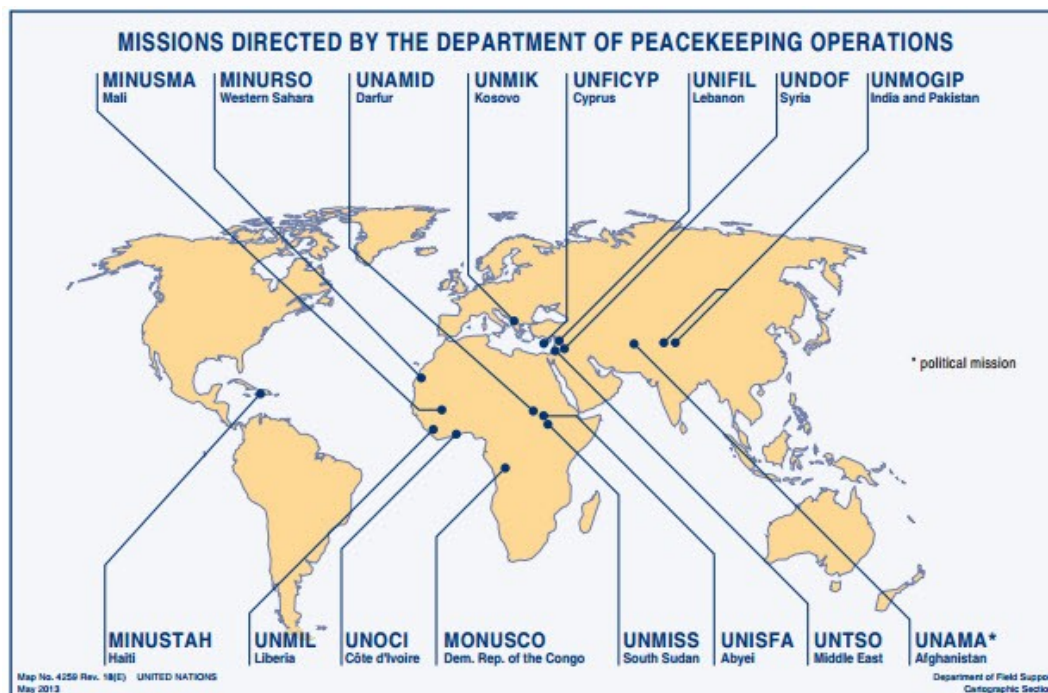 MISSIONS DIRECTED BY THE DEPARTMENT OF PEACEKEEPING OPERATIONS
MINUSMA
Mali
MINURSO
Western Sahara
UNAMID
Darfur
UNMIK
Kosovo
UNFICYP
Cyprus
UNIFIL
Lebanon
UNDOF
Syria
UNMOGIP
India and Pakistan
* political mission
MINUSTAH
Haiti
UNMIL
Liberia
UNOCI
Côte d'Ivoire
MONUSCO
Dem. Rep. of the Congo
UNMISS
South Sudan
UNISFA
Abyei
UNTSO
Middle East
UNAMA*
Afghanistan
Map No. 4259 Rev. 18(E) UNITED NATIONS
May 2013
Department of Field Suppo
Cartographic Sectio